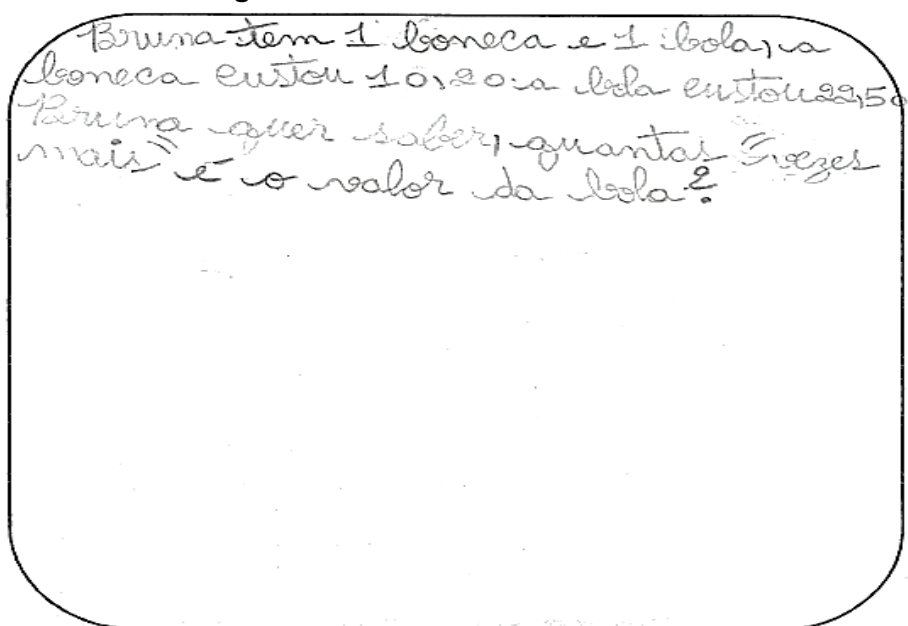 Bruna tem 1 boneca e 1 bola, a
boneca custou 10,20 a bola custou 22,50
Bruna quer saber, quantas "vezes
mais" é o valor da bola?